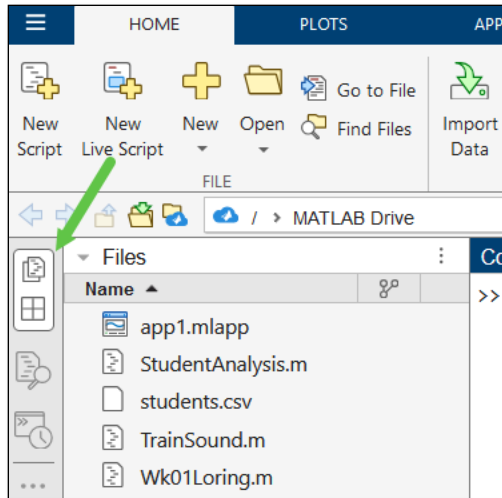 HOME PLOTS APP
Go to File
New New New Open Find Files Import
Script Live Script Data
FILE
/ > MATLAB Drive
Files Co
Name >>
app1.mlapp
StudentAnalysis.m
students.csv
TrainSound.m
Wk01Loring.m